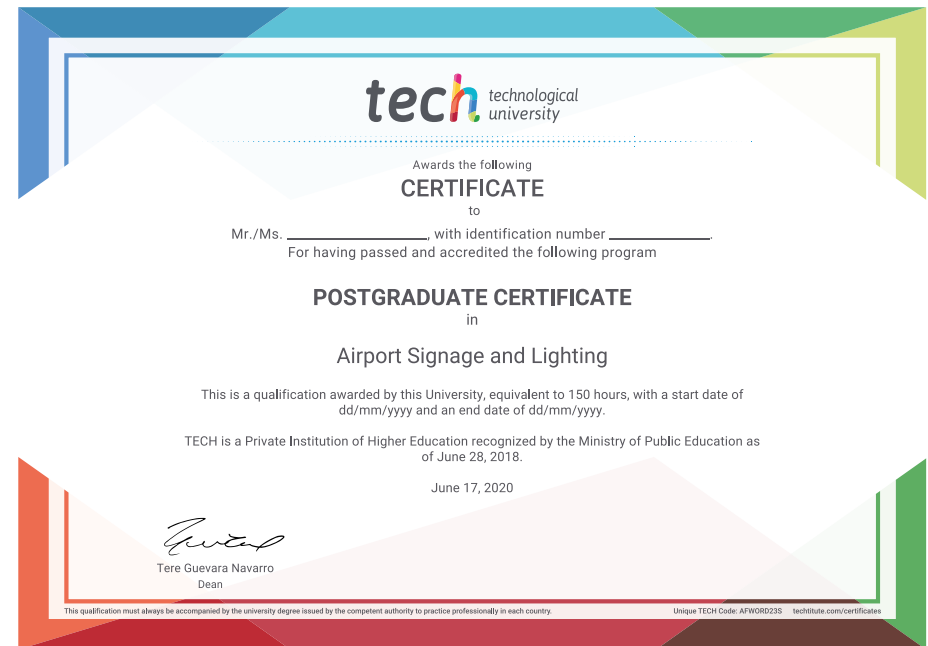 tech technological
university
Awards the following
CERTIFICATE
to
Mr./Ms. ____________________, with identification number ______________.
For having passed and accredited the following program
POSTGRADUATE CERTIFICATE
in
Airport Signage and Lighting
This is a qualification awarded by this University, equivalent to 150 hours, with a start date of
dd/mm/yyyy and an end date of dd/mm/yyyy.
TECH is a Private Institution of Higher Education recognized by the Ministry of Public Education as
of June 28, 2018.
June 17, 2020
Tere Guevara Navarro
Dean
This qualification must always be accompanied by the university degree issued by the competent authority to practice professionally in each country.
Unique TECH Code: AFWORD23S techtitute.com/certificates